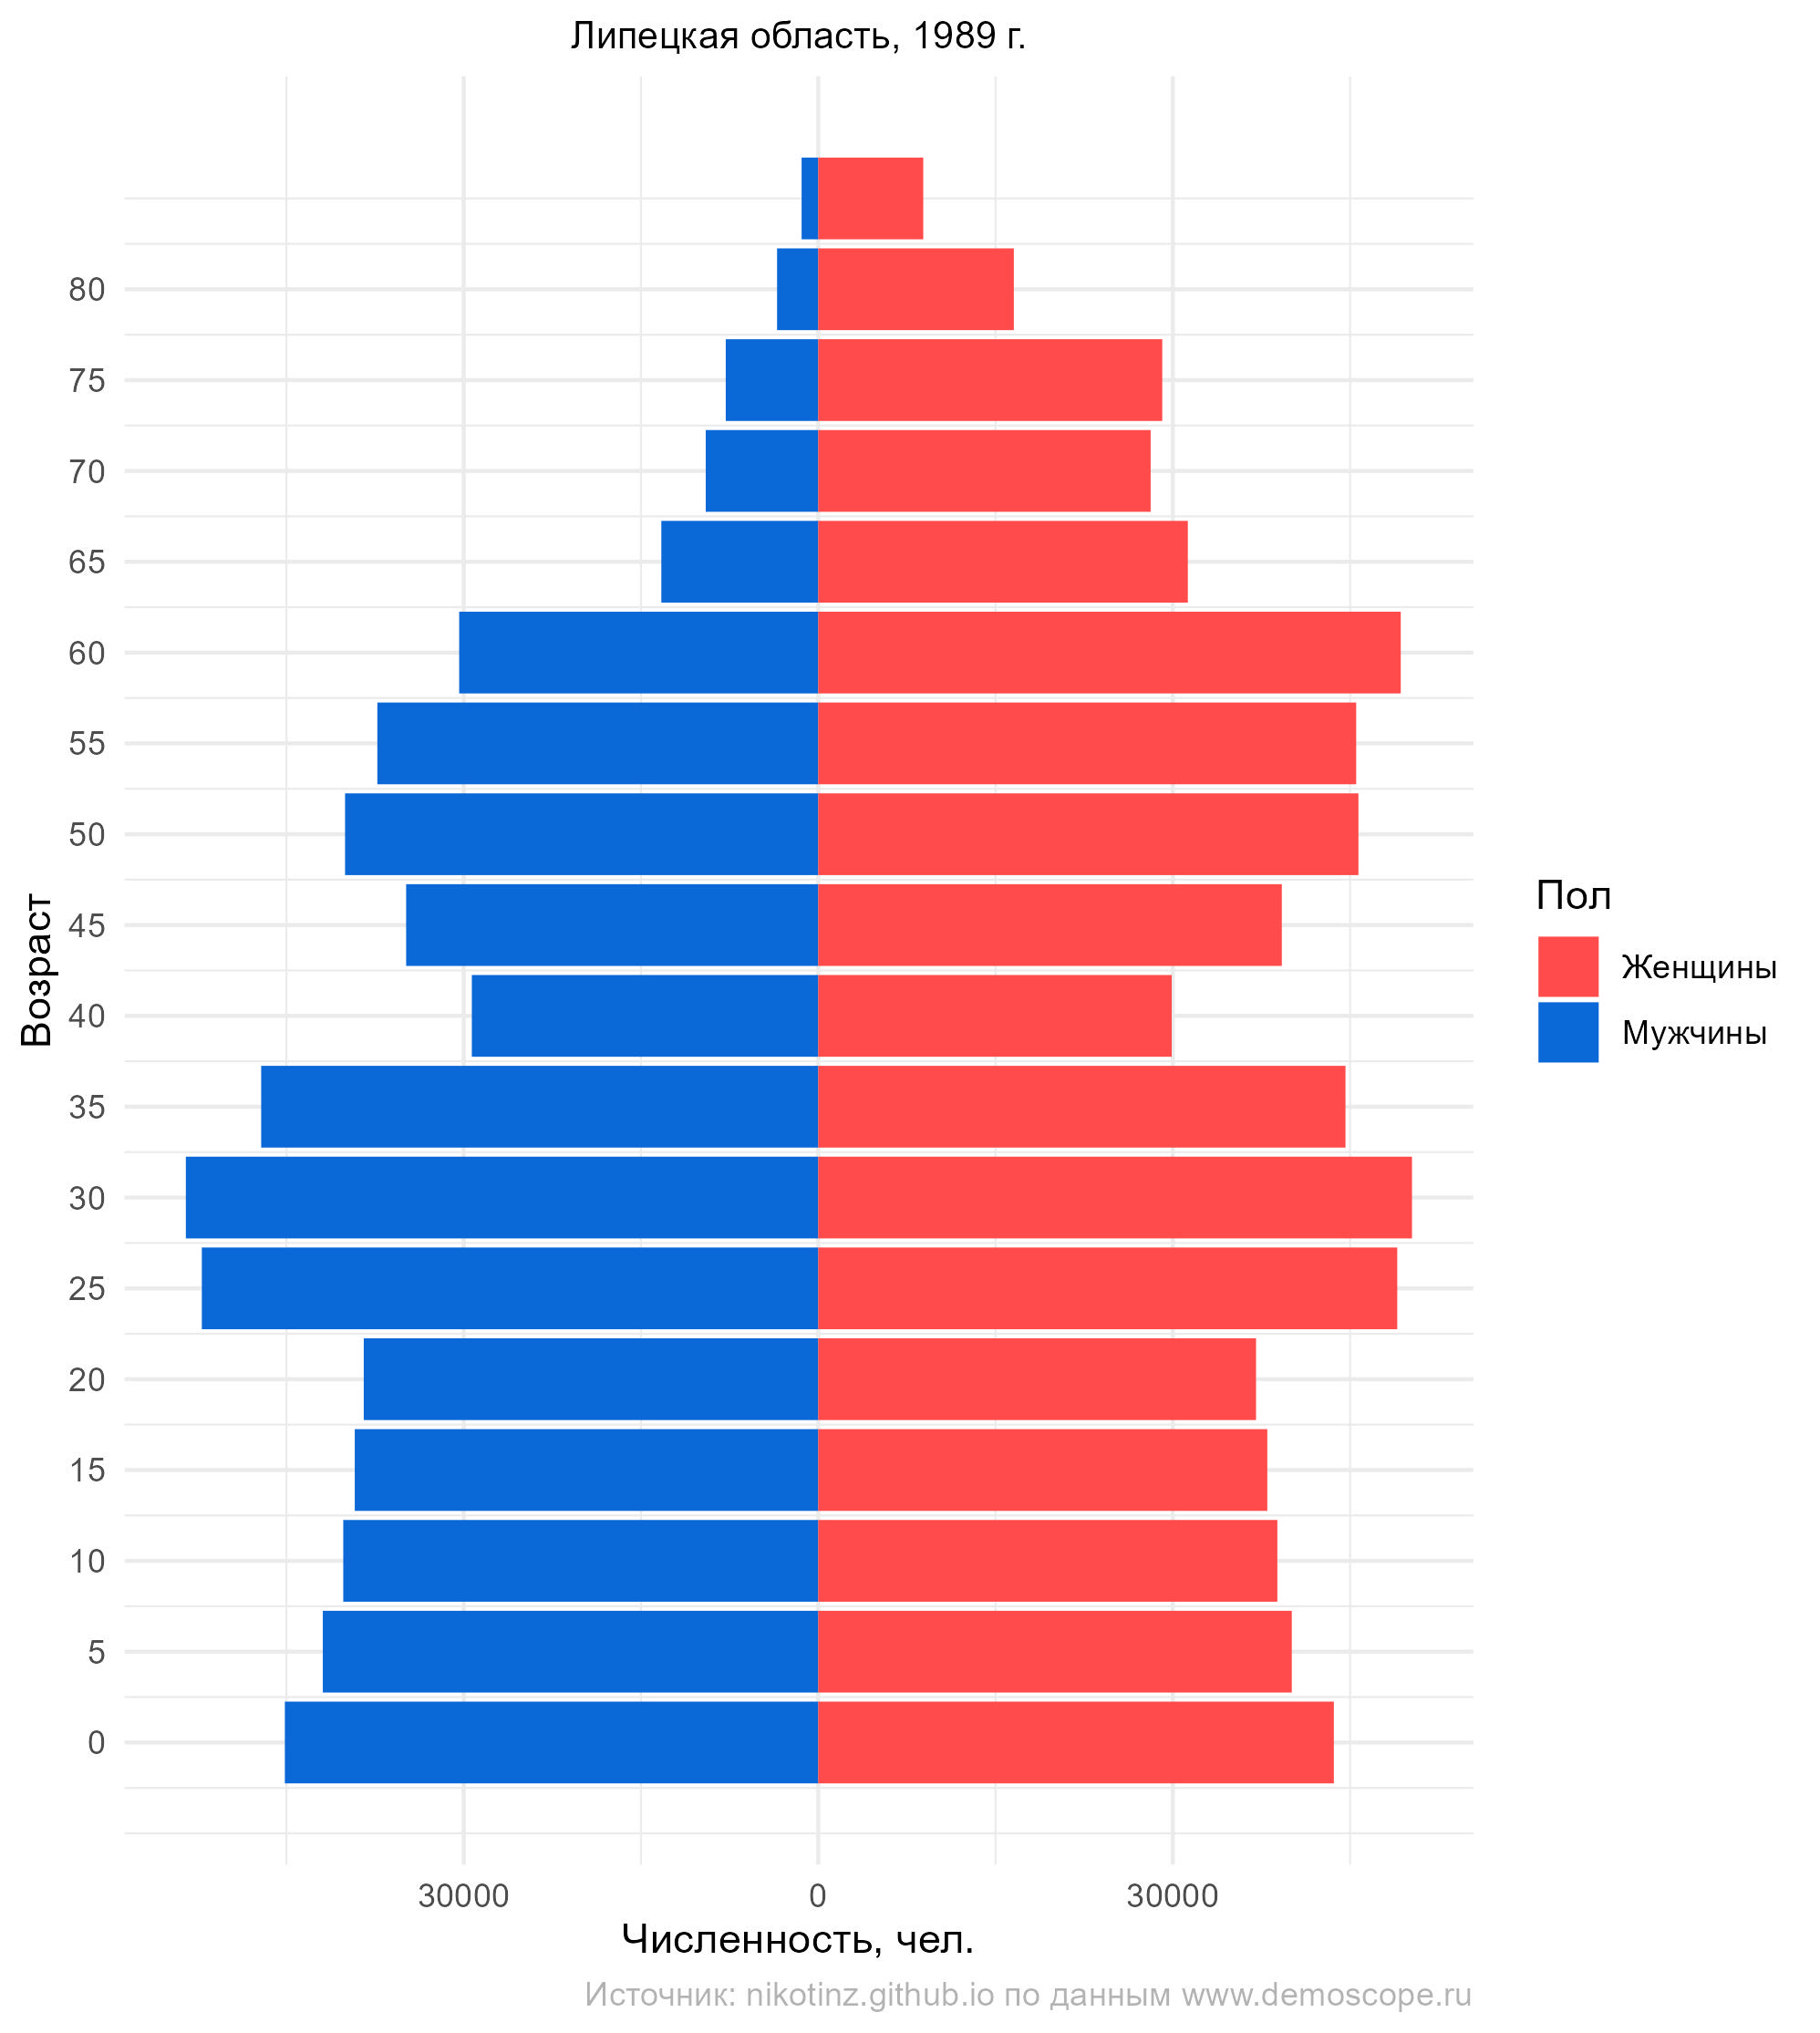 Липецкая область, 1989 г.
80
75
70
65
60
55
50
45
40
35
30
25
20
15
10
5
0
Возраст
30000 0 30000
Численность, чел.
Пол
Женщины
Мужчины
Источник: nikotinz.github.io по данным www.demoscope.ru